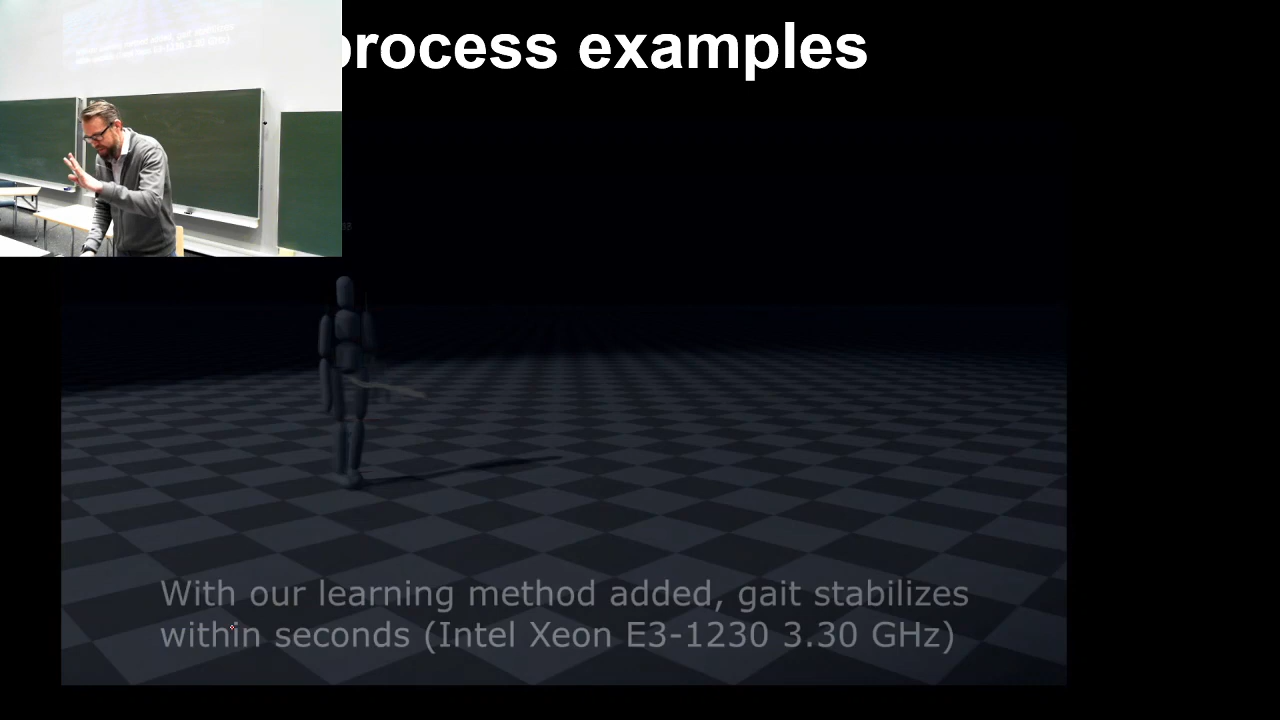 process examples
With our learning method added, gait stabilizes
within seconds (Intel Xeon E3-1230 3.30 GHz)